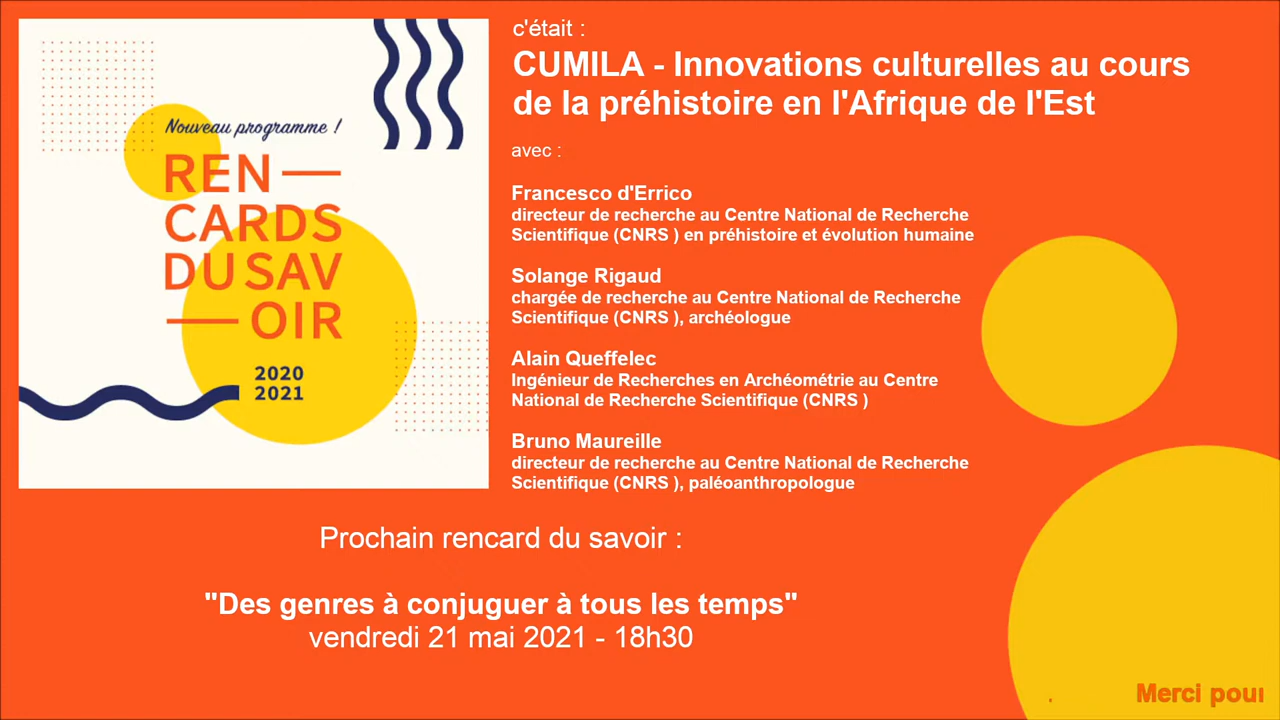 Nouveau programme !
REN—
CARDS
DU SAV
—OIR
2020
2021
c'était :
CUMILA - Innovations culturelles au cours
de la préhistoire en l'Afrique de l'Est
avec :
Francesco d'Errico
directeur de recherche au Centre National de Recherche
Scientifique (CNRS ) en préhistoire et évolution humaine
Solange Rigaud
chargée de recherche au Centre National de Recherche
Scientifique (CNRS ), archéologue
Alain Queffelec
Ingénieur de Recherches en Archéométrie au Centre
National de Recherche Scientifique (CNRS )
Bruno Maureille
directeur de recherche au Centre National de Recherche
Scientifique (CNRS ), paléoanthropologue
Prochain rencard du savoir :
"Des genres à conjuguer à tous les temps"
vendredi 21 mai 2021 - 18h30
Merci